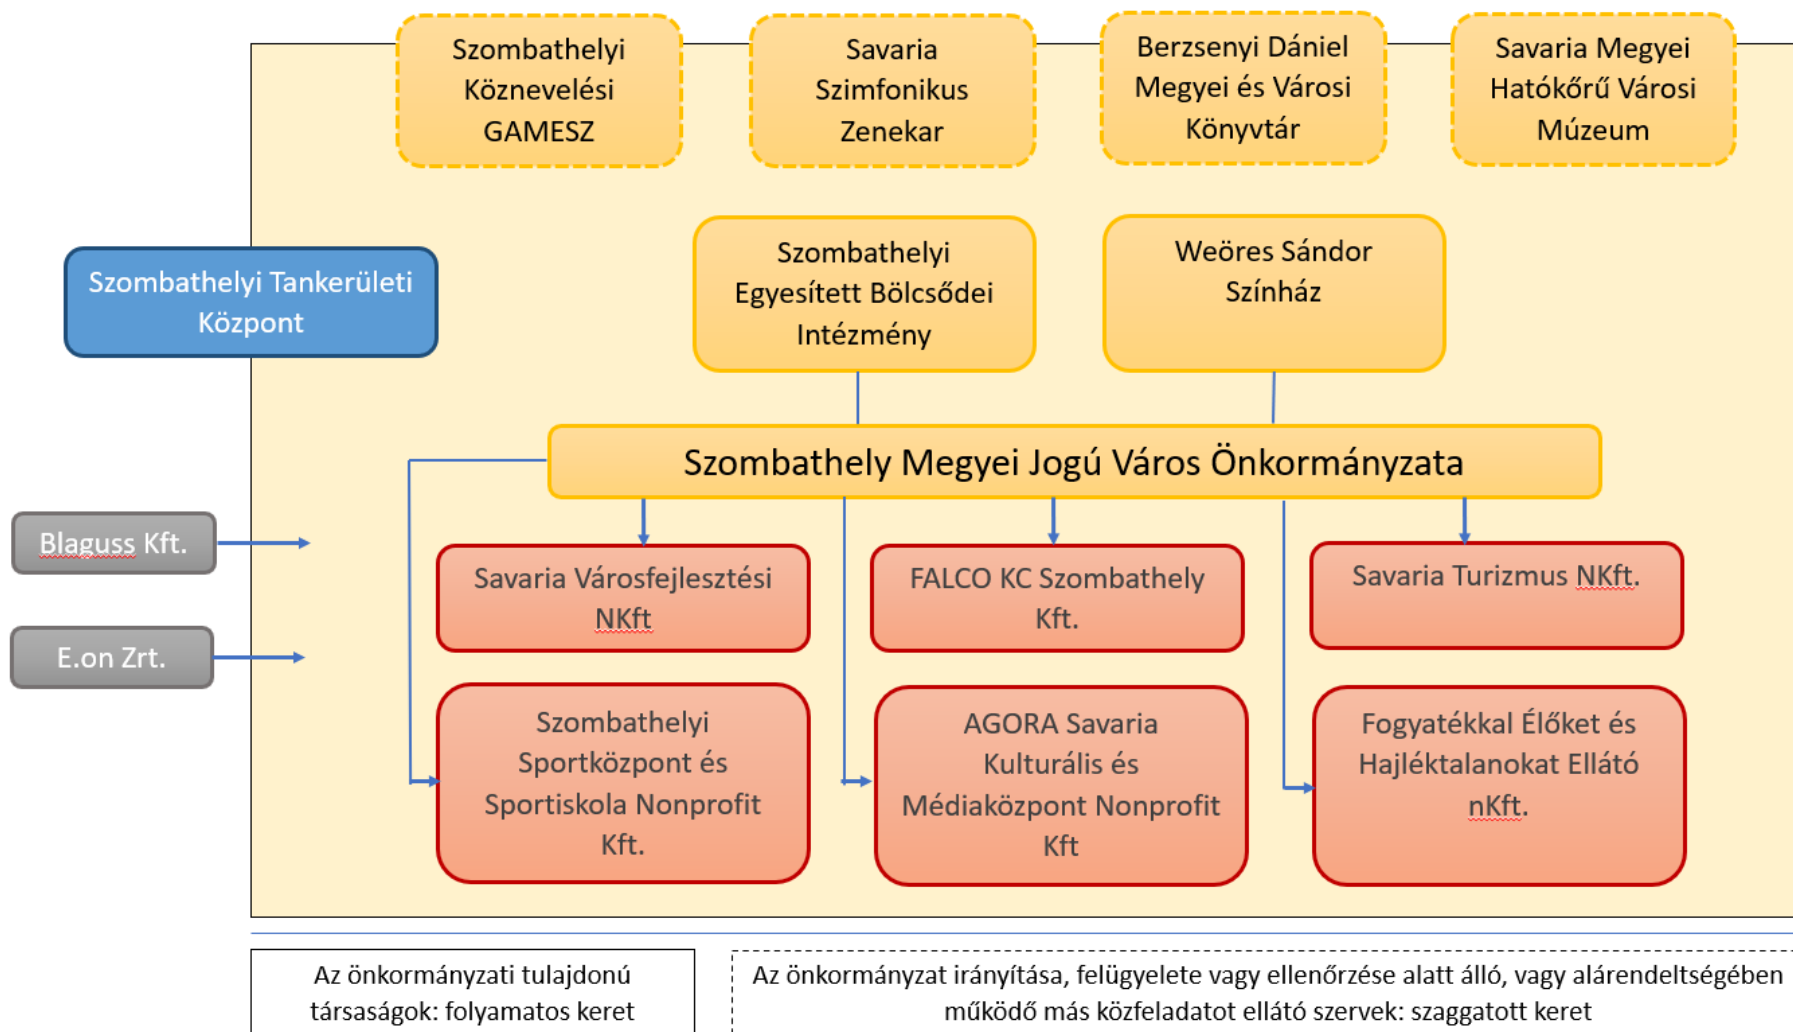 Szombathelyi
Köznevelési
GAMESZ
Savaria
Szimfonikus
Zenekar
Berzsenyi Dániel
Megyei és Városi
Könyvtár
Savaria Megyei
Hatókőrű Városi
Múzeum
Szombathelyi Tankerületi
Központ
Szombathelyi
Egyesített Bölcsődei
Intézmény
Weöres Sándor
Színház
Szombathely Megyei Jogú Város Önkormányzata
Blaguss Kft.
E.on Zrt.
Savaria Városfejlesztési
NKft
FALCO KC Szombathely
Kft.
Savaria Turizmus NKft.
Szombathelyi
Sportközpont és
Sportiskola Nonprofit
Kft.
AGORA Savaria
Kulturális és
Médiaközpont Nonprofit
Kft
Fogyatékkal Élőket és
Hajléktalanokat Ellátó
nKft.
Az önkormányzati tulajdonú
társaságok: folyamatos keret
Az önkormányzat irányítása, felügyelete vagy ellenőrzése alatt álló, vagy alárendeltségében
működő más közfeladatot ellátó szervek: szaggatott keret